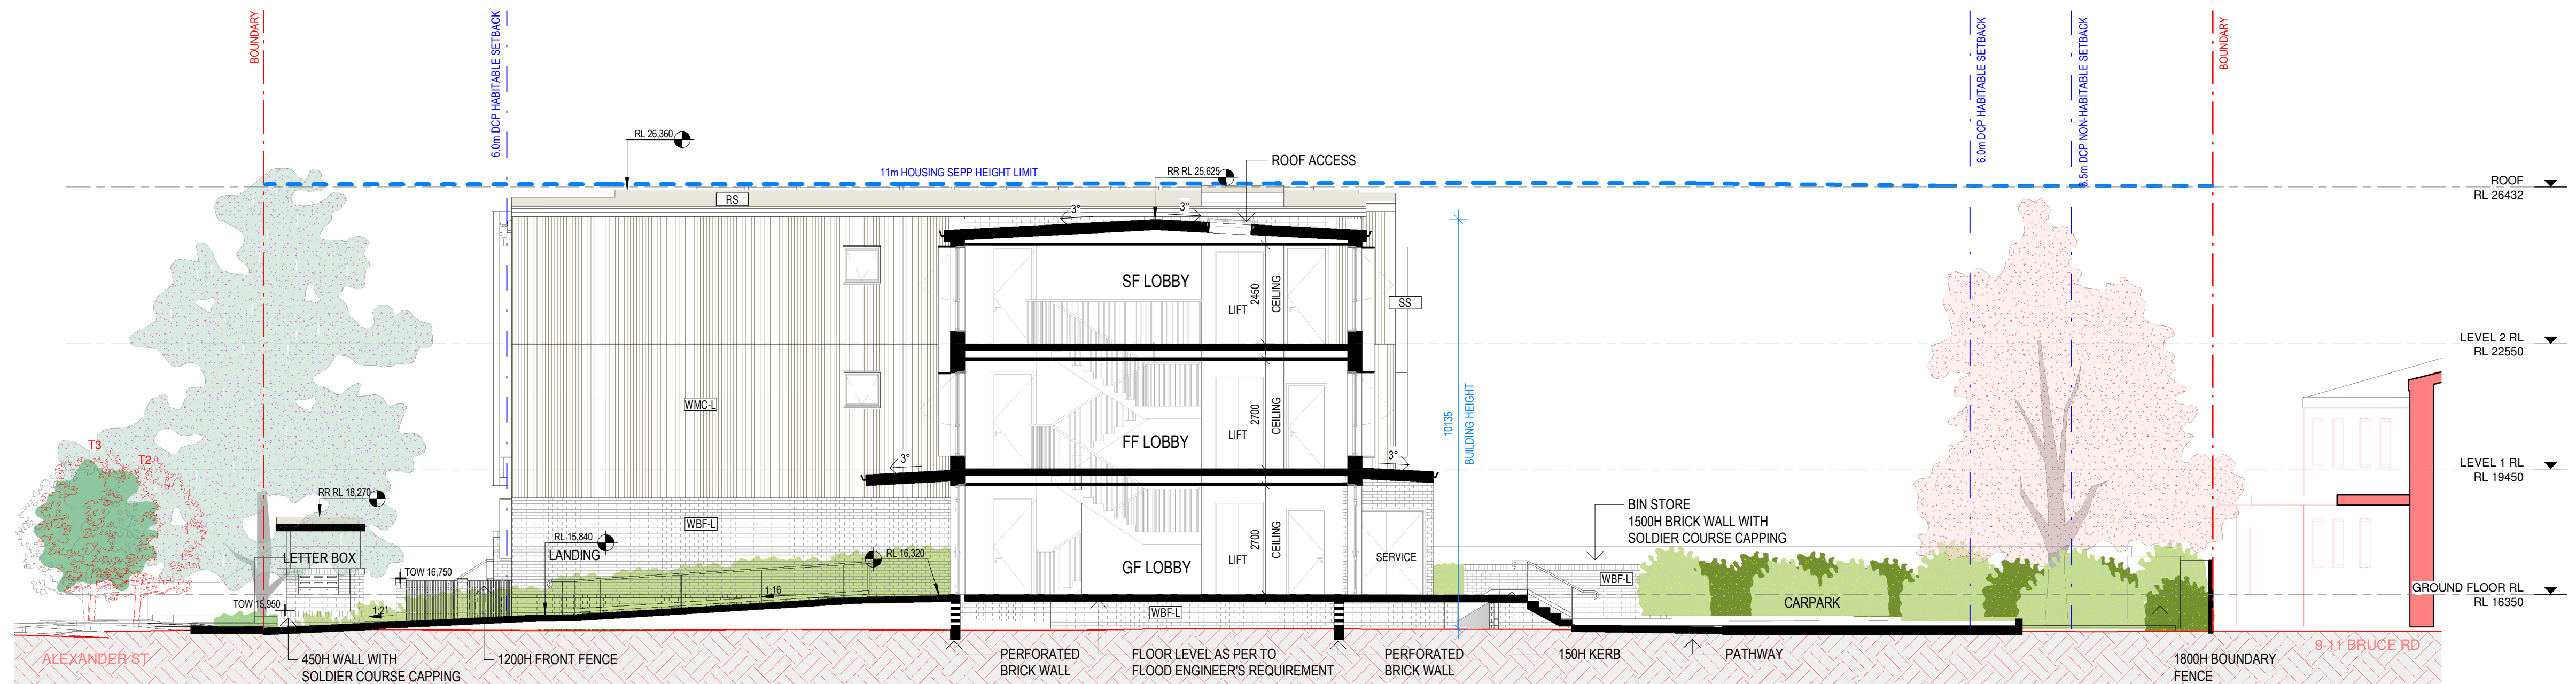 BOUNDARY
6.0m DCP HABITABLE SETBACK
6.0m DCP HABITABLE SETBACK
3.5m DCP NON-HABITABLE SETBACK
BOUNDARY
RL 26,360
11m HOUSING SEPP HEIGHT LIMIT
ROOF ACCESS
RR RL 25,625
ROOF
RL 26432
RS
3°
3°
SF LOBBY
LIFT
2450
CEILING
SS
LEVEL 2 RL
RL 22550
WMC-L
FF LOBBY
LIFT
2700
CEILING
10135
BUILDING HEIGHT
3°
3°
LEVEL 1 RL
RL 19450
T3
T2
RR RL 18,270
WBF-L
BIN STORE
1500H BRICK WALL WITH
SOLDIER COURSE CAPPING
LETTER BOX
RL 15,840
LANDING
RL 16,320
GF LOBBY
LIFT
2700
CEILING
SERVICE
TOW 16,750
TOW 15,950
1:21
1:16
WBF-L
WBF-L
CARPARK
GROUND FLOOR RL
RL 16350
ALEXANDER ST
450H WALL WITH
SOLDIER COURSE CAPPING
1200H FRONT FENCE
PERFORATED
BRICK WALL
FLOOR LEVEL AS PER TO
FLOOD ENGINEER'S REQUIREMENT
PERFORATED
BRICK WALL
150H KERB
PATHWAY
1800H BOUNDARY
FENCE
9-11 BRUCE RD